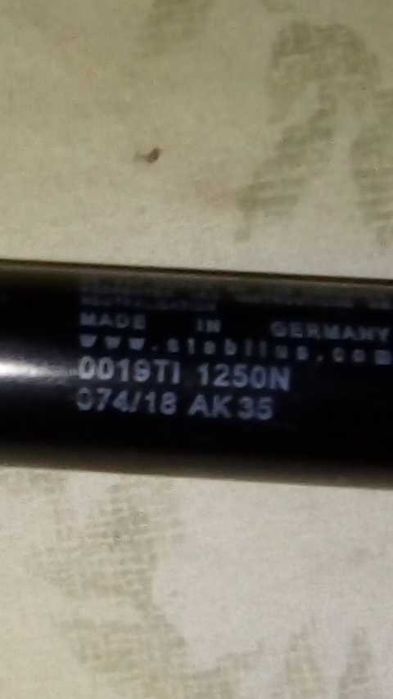 MADE IN GERMANY
www.stabilus.com
0019TI 1250N
074/18 AK35